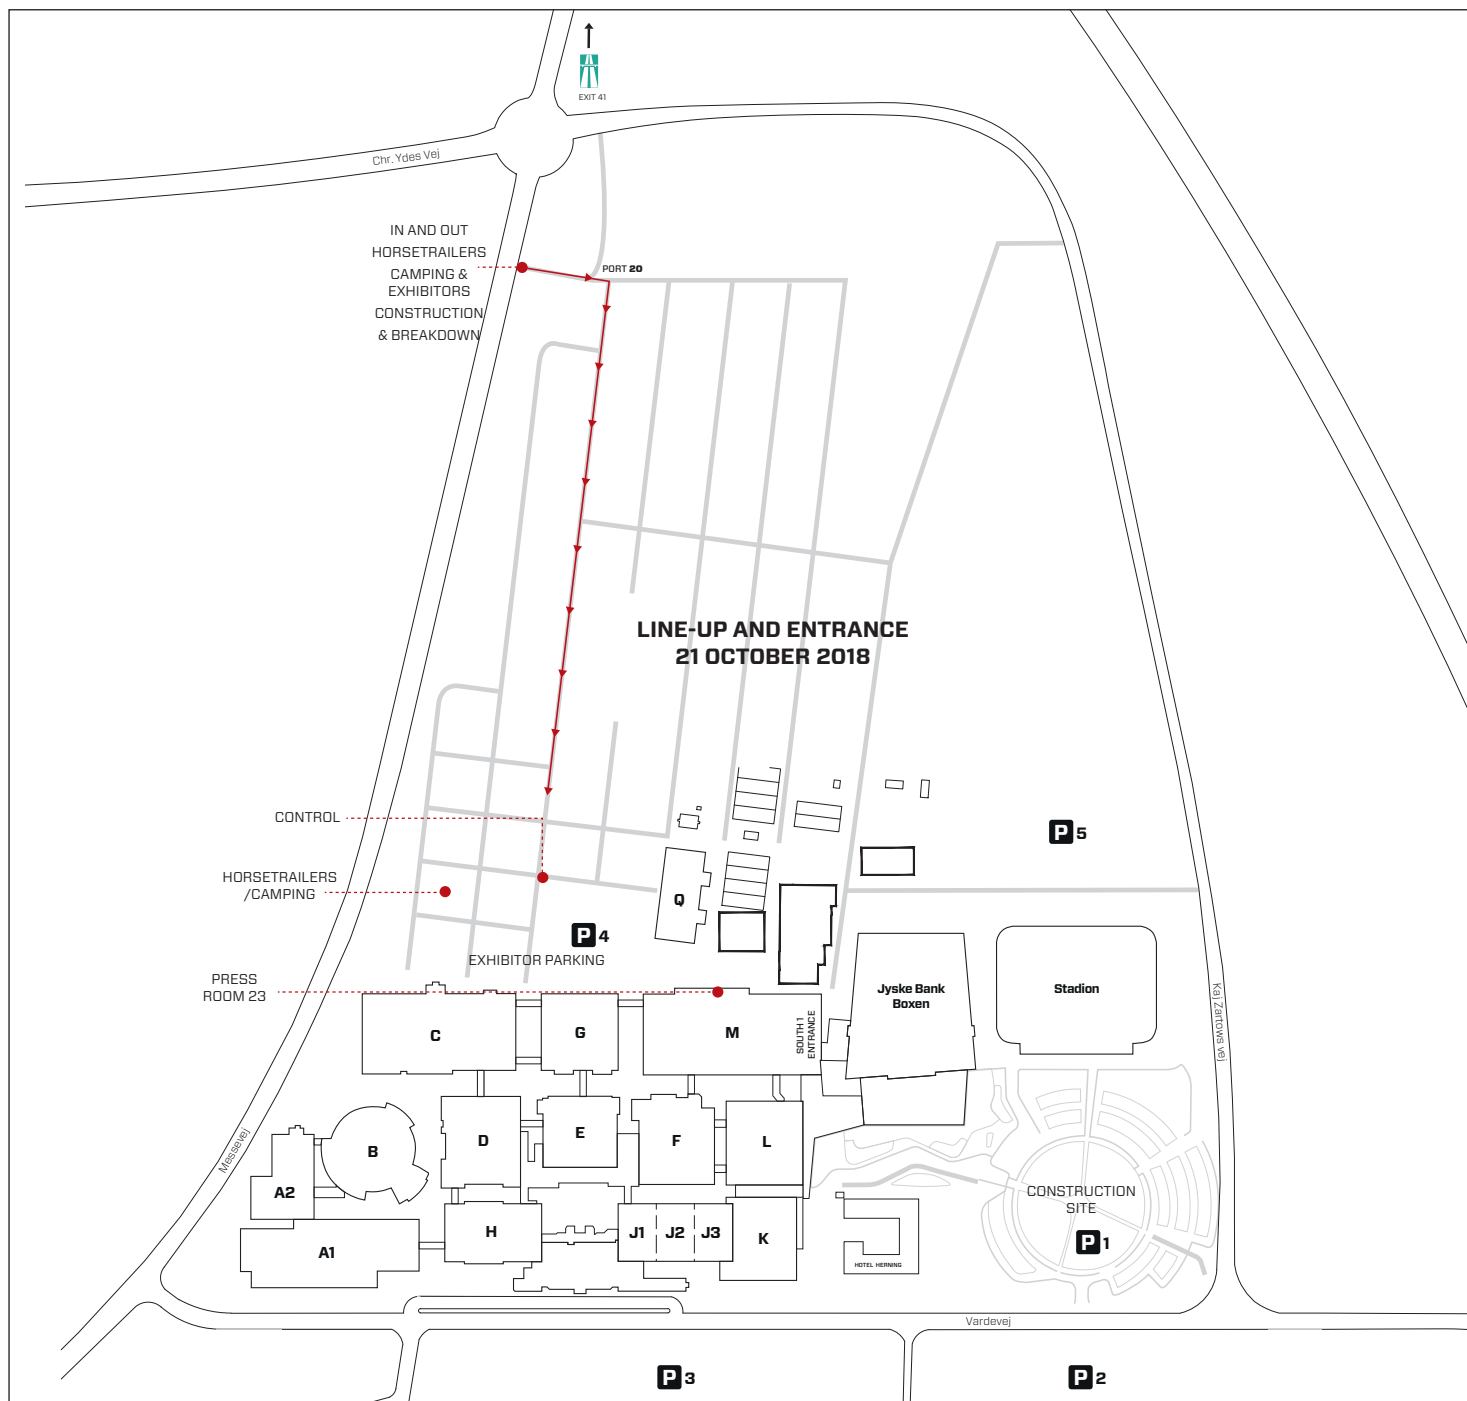 EXIT 41
Chr. Ydes Vej
IN AND OUT
HORSETRAILERS
CAMPING &
EXHIBITORS
CONSTRUCTION
& BREAKDOWN
PORT 20
LINE-UP AND ENTRANCE
21 OCTOBER 2018
CONTROL
HORSETRAILERS
/CAMPING
P 5
Q
P 4
EXHIBITOR PARKING
PRESS
ROOM 23
Jyske Bank
Boxen
Stadion
C
G
M
SOUTH 1
ENTRANCE
Kaj Zartows vej
Messevej
B
D
E
F
L
A2
CONSTRUCTION
SITE
A1
H
J1
J2
J3
K
P 1
HOTEL HERNING
Vardevej
P 3
P 2